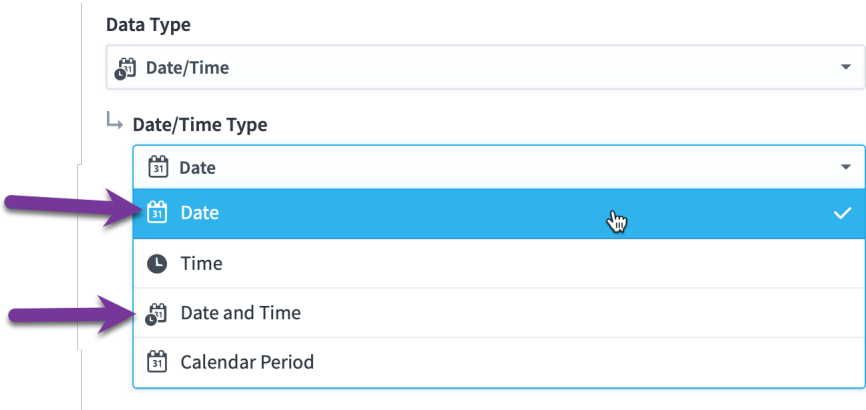 Data Type
Date/Time
Date/Time Type
Date
Date
Time
Date and Time
Calendar Period